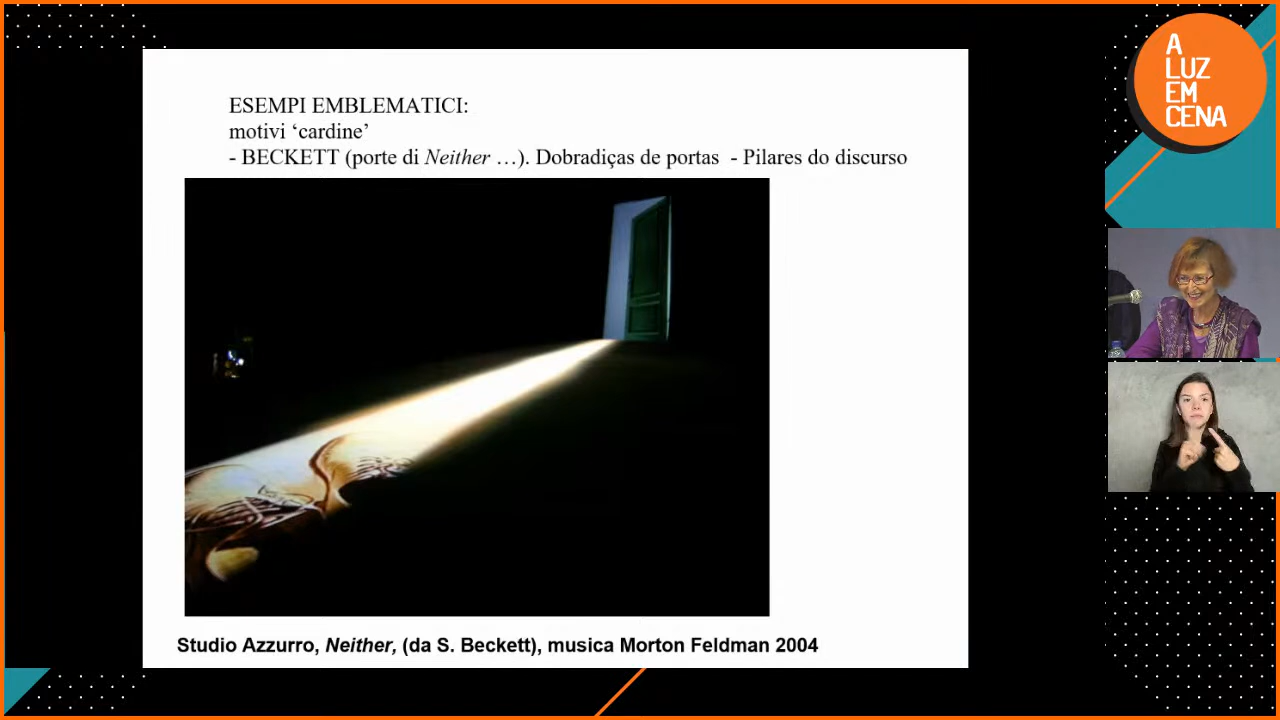 ESEMPI EMBLEMATICI:
motivi ‘cardine’
- BECKETT (porte di Neither …). Dobradiças de portas - Pilares do discurso
Studio Azzurro, Neither, (da S. Beckett), musica Morton Feldman 2004
A
LUZ
EM
CENA